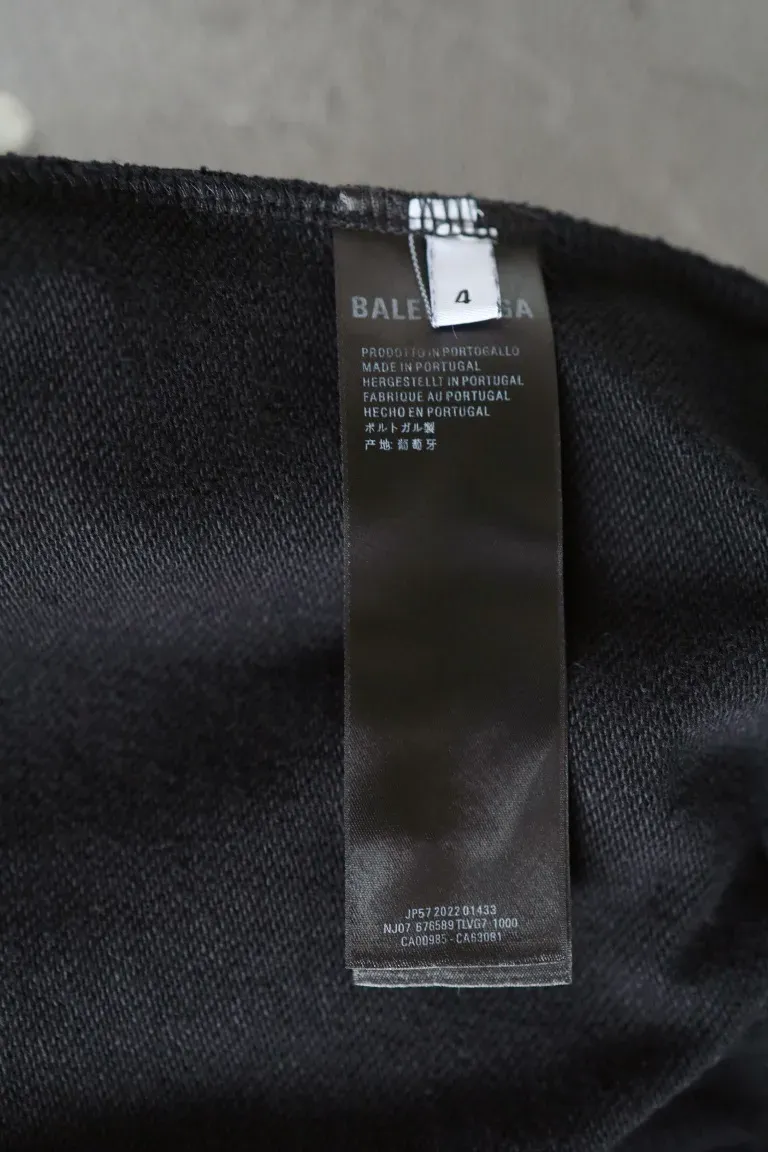 4
BALE GA
PRODOTTO IN PORTOGALLO
MADE IN PORTUGAL
HERGESTELLT IN PORTUGAL
FABRIQUE AU PORTUGAL
HECHO EN PORTUGAL
ポルトガル製
产地: 葡萄牙
JP57 2022 01433
NJ07 676589 TLVG7 1000
CA00985 - CA63081